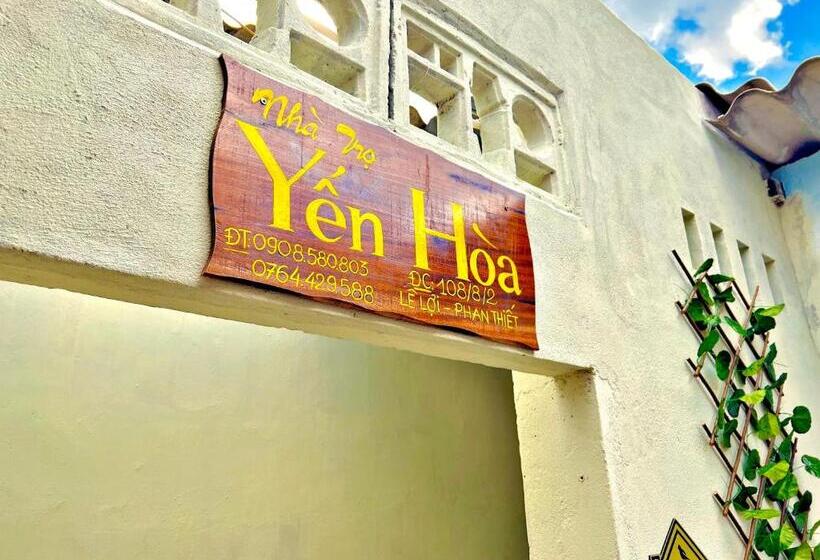 Nhà Trọ
Yến Hòa
ĐT: 0908.580.803
0764.429.588
ĐC: 108/8/2
LÊ LỢI - PHAN THIẾT